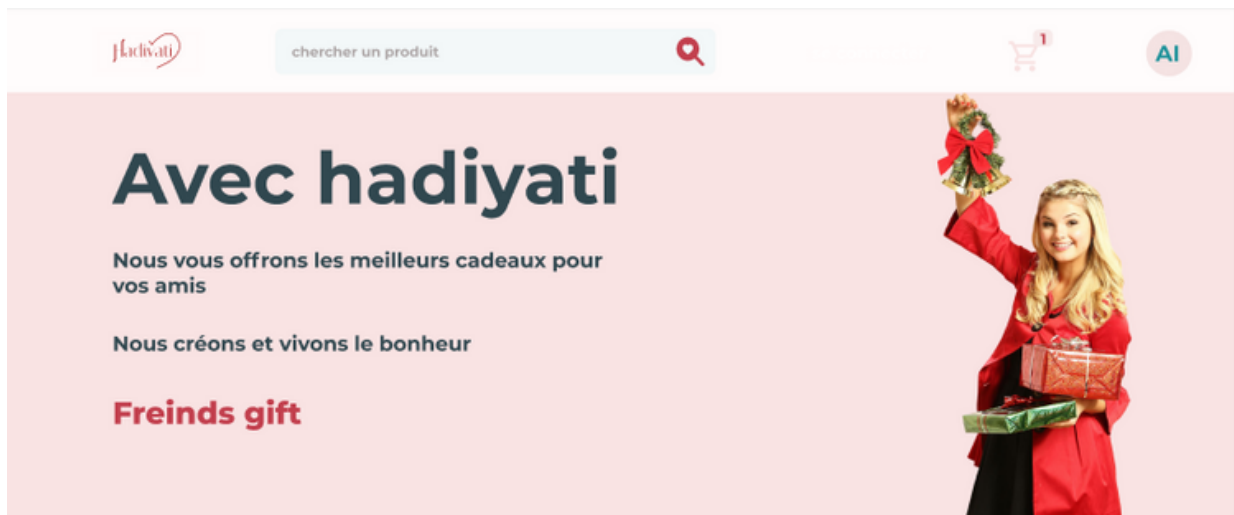 Hadiyati
chercher un produit
1
AI
Avec hadiyati
Nous vous offrons les meilleurs cadeaux pour
vos amis
Nous créons et vivons le bonheur
Freinds gift